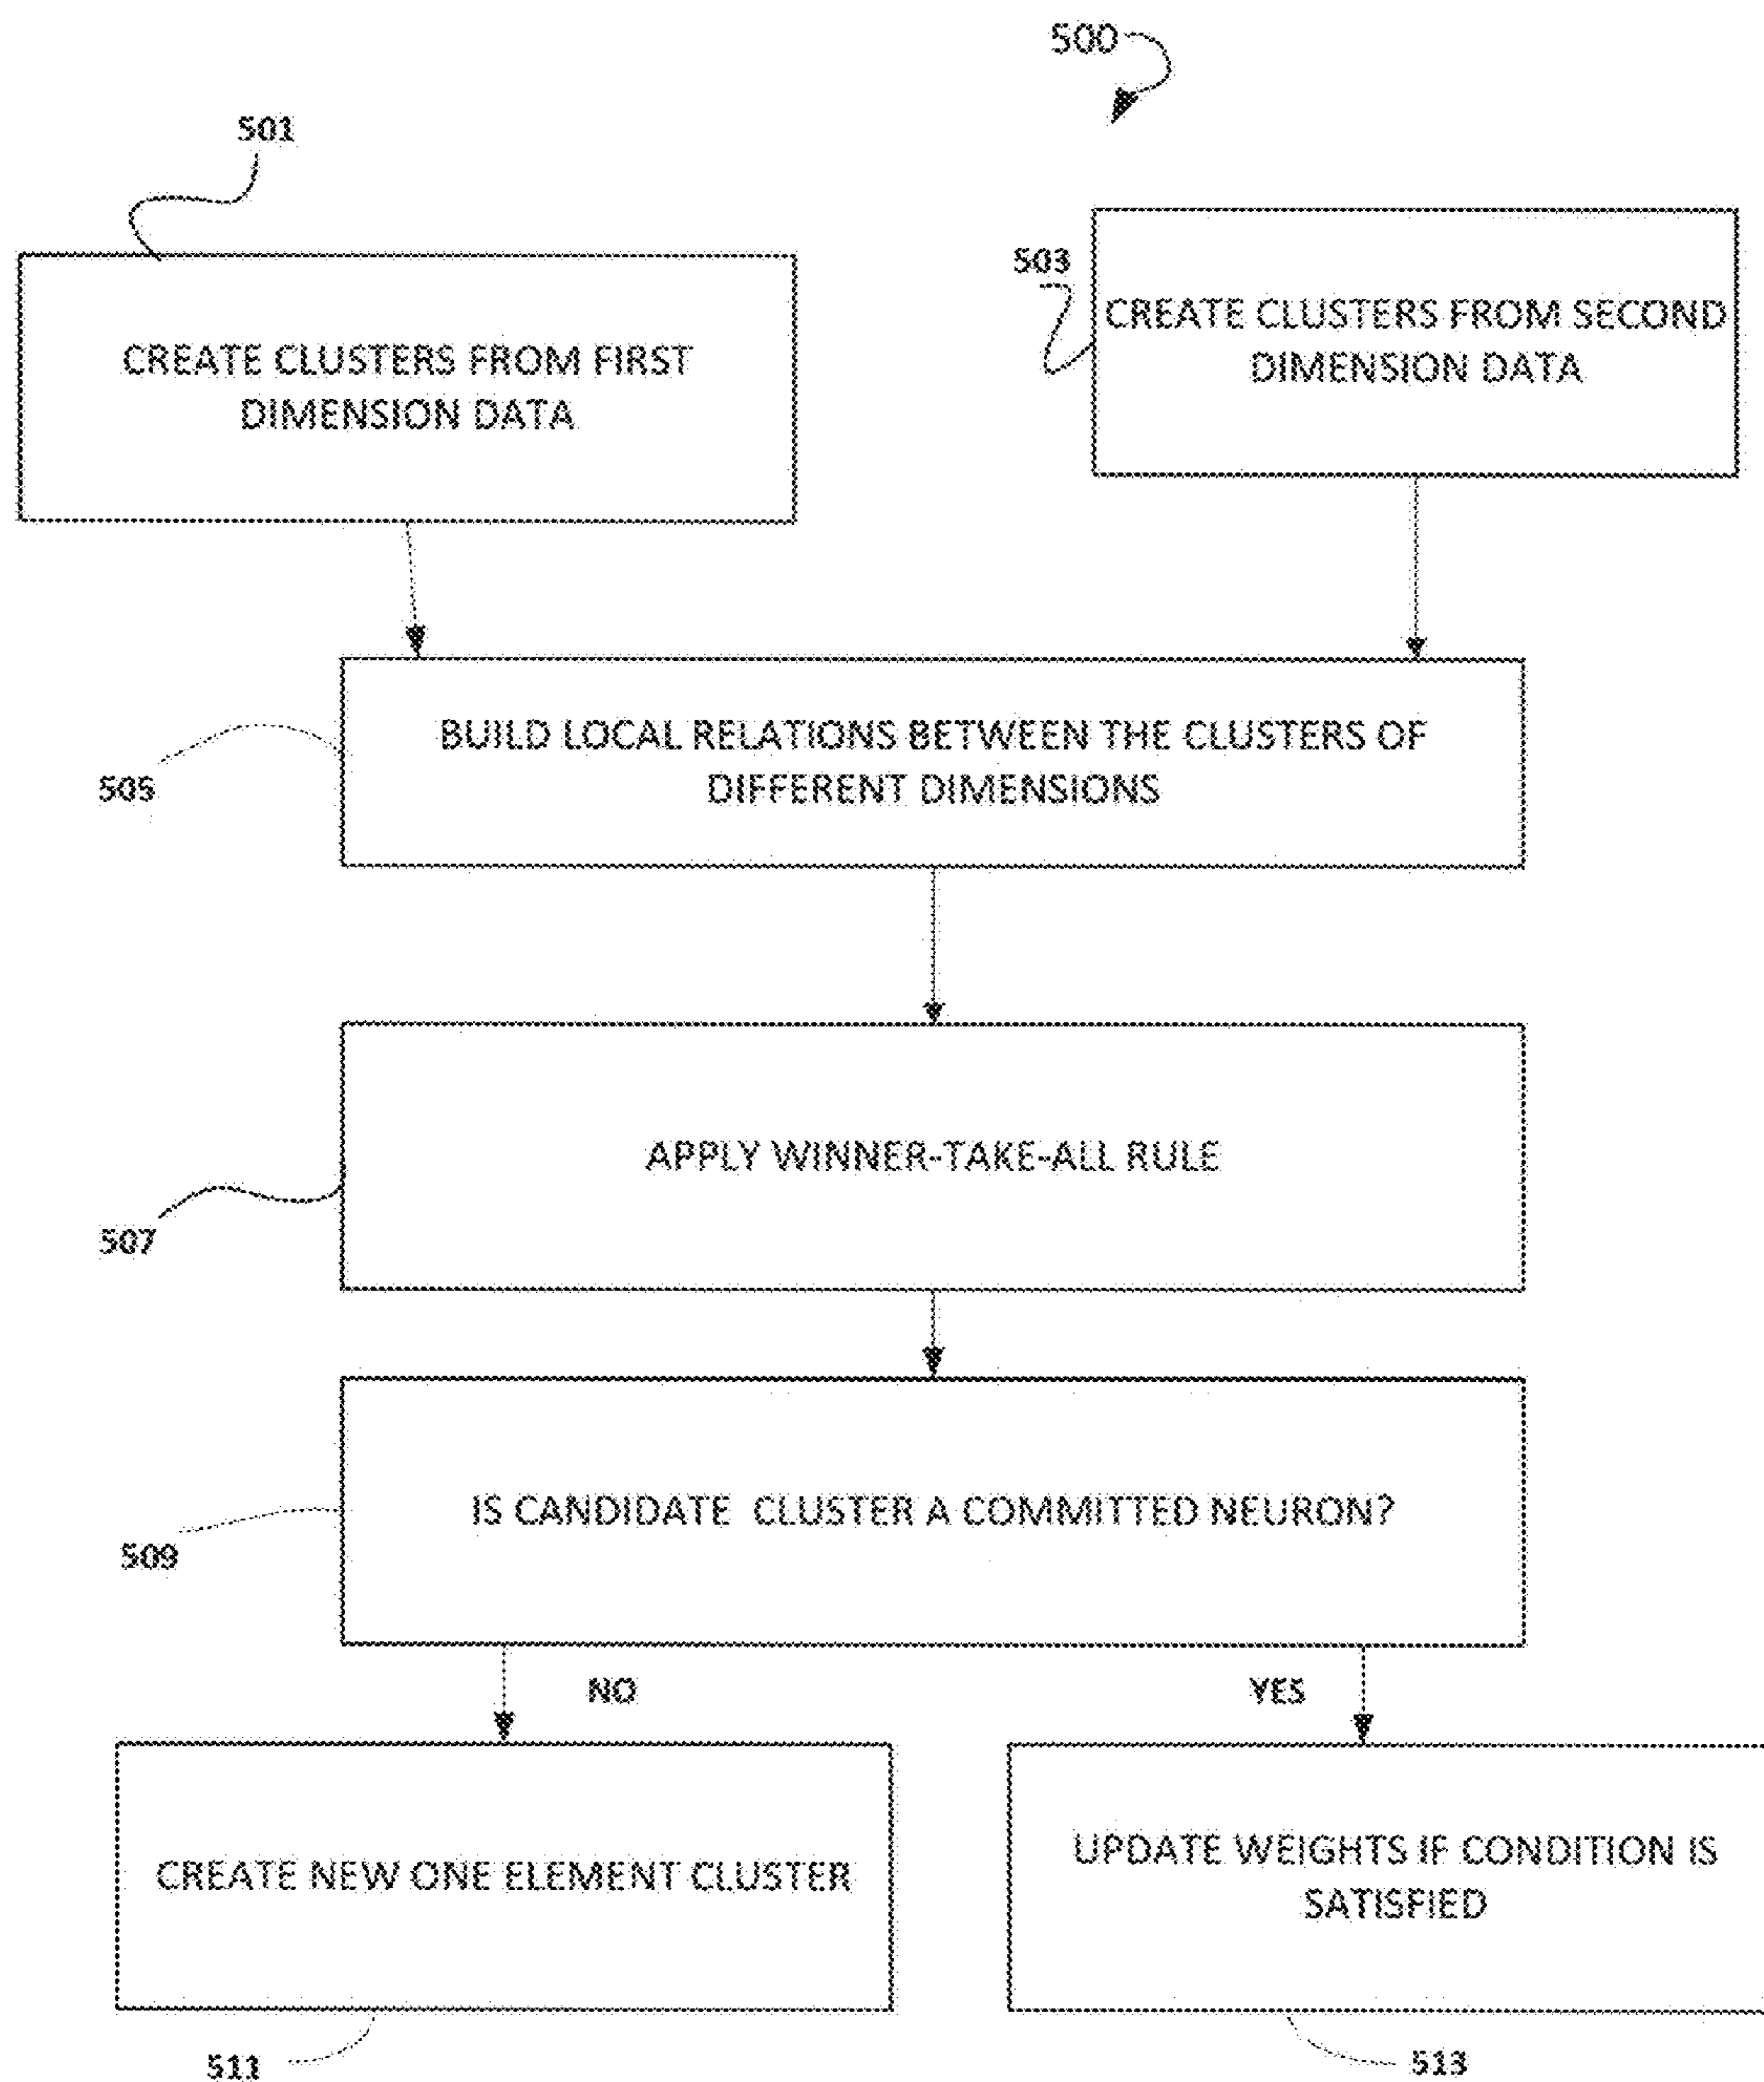 500
501
503
CREATE CLUSTERS FROM FIRST
DIMENSION DATA
CREATE CLUSTERS FROM SECOND
DIMENSION DATA
BUILD LOCAL RELATIONS BETWEEN THE CLUSTERS OF
DIFFERENT DIMENSIONS
505
APPLY WINNER-TAKE-ALL RULE
507
IS CANDIDATE CLUSTER A COMMITTED NEURON?
509
NO
YES
CREATE NEW ONE ELEMENT CLUSTER
UPDATE WEIGHTS IF CONDITION IS
SATISFIED
511
513